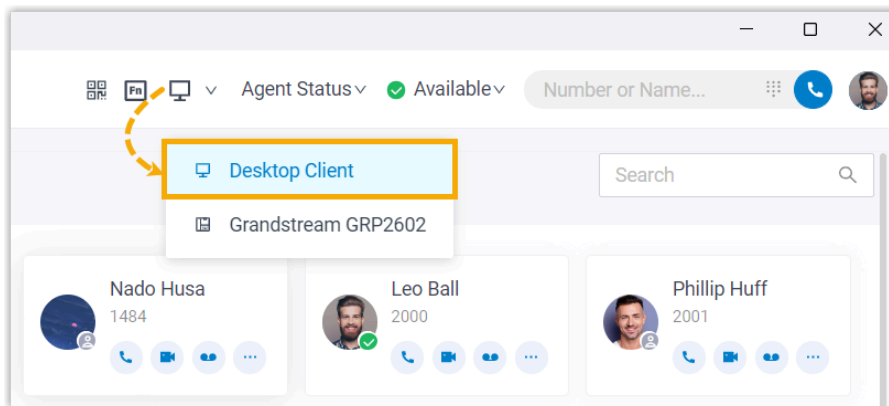 Fn Agent Status Available Number or Name...
Desktop Client
Search
Grandstream GRP2602
Nado Husa
1484
Leo Ball
2000
Phillip Huff
2001